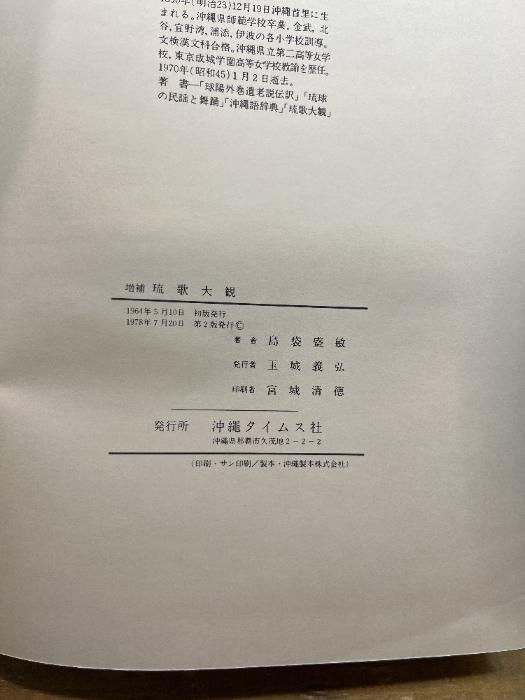 1890年(明治23)12月19日沖縄首里に生
まれる。沖縄県師範学校卒業。金武、北
谷、宜野湾、浦添、伊波の各小学校訓導。
文検漢文科合格。沖縄県立第二高等女学
校、東京成城学園高等女学校教諭を歴任。
1970年(昭和45)1月2日逝去。
著 書―「球陽外巻遺老説伝訳」「琉球
の民謡と舞踊」「沖縄語辞典」「琉歌大観」
増補 琉歌大観
1964年5月10日 初版発行
1978年7月20日 第2版発行©
著者 島袋盛敏
発行者 玉城義弘
印刷者 宮城清徳
発行所 沖縄タイムス社
沖縄県那覇市久茂地2-2-2
(印刷・サン印刷/製本・沖縄製本株式会社)